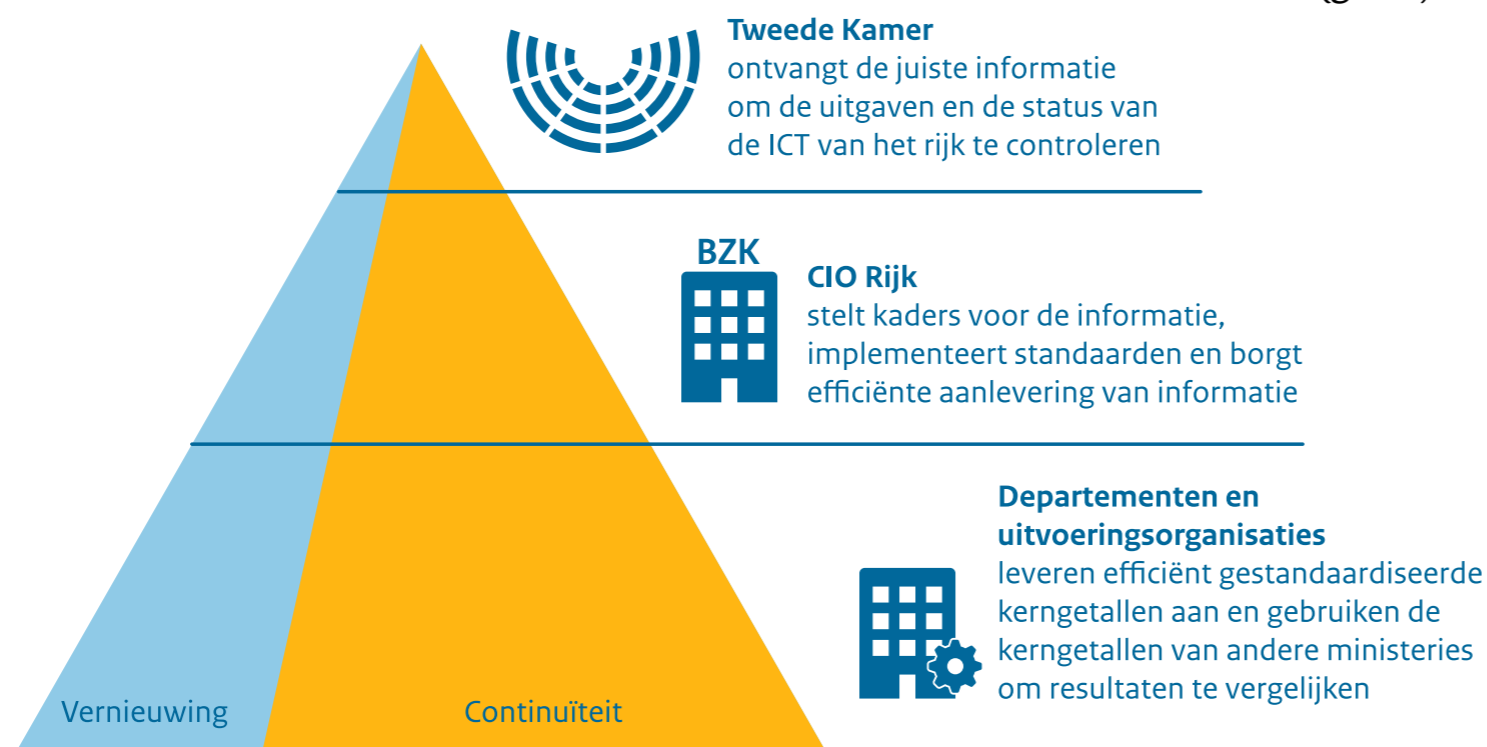 Tweede Kamer
ontvangt de juiste informatie
om de uitgaven en de status van
de ICT van het rijk te controleren
BZK
CIO Rijk
stelt kaders voor de informatie,
implementeert standaarden en borgt
efficiënte aanlevering van informatie
Departementen en
uitvoeringsorganisaties
leveren efficiënt gestandaardiseerde
kerngetallen aan en gebruiken de
kerngetallen van andere ministeries
om resultaten te vergelijken
Vernieuwing
Continuïteit